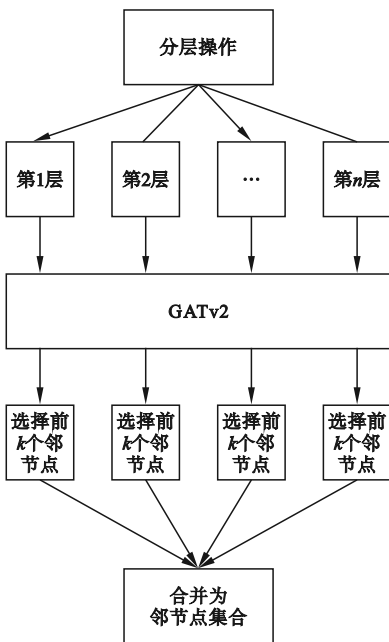 分层操作
第1层
第2层
…
第n层
GATv2
选择前
k个邻
节点
选择前
k个邻
节点
选择前
k个邻
节点
选择前
k个邻
节点
合并为
邻节点集合